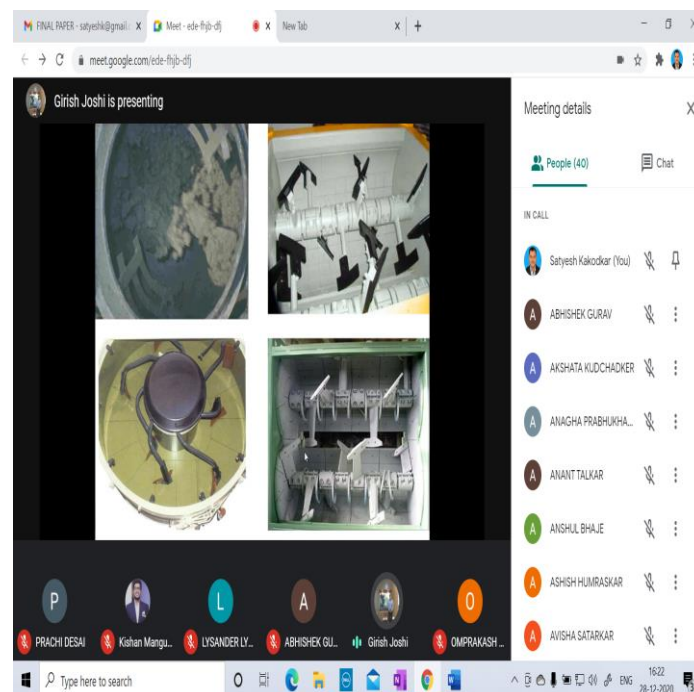 FINAL PAPER - satyeshk@gmail.
Meet - ede-fhjb-dfj
New Tab
meet.google.com/ede-fhjb-dfj
Girish Joshi is presenting
Meeting details
People (40)
Chat
IN CALL
Satyesh Kakodkar (You)
A ABHISHEK GURAV
A AKSHATA KUDCHADKER
A ANAGHA PRABHUKHA...
A ANANT TALKAR
A ANSHUL BHAJE
A ASHISH HUMRASKAR
A AVISHA SATARKAR
P L A O
PRACHI DESAI Kishan Mangu... LYSANDER LY... ABHISHEK GU... Girish Joshi OMPRAKASH ...
Type here to search
ENG
16:22
28-12-2020